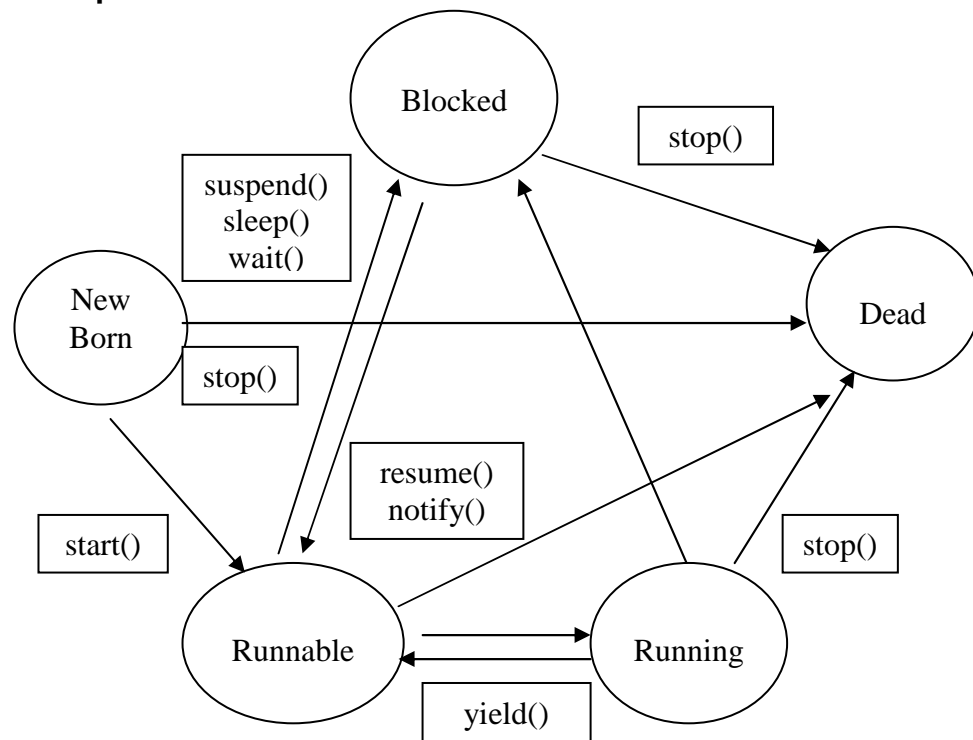 Blocked
stop()
suspend()
sleep()
wait()
New
Born
Dead
stop()
resume()
notify()
start()
stop()
Runnable
Running
yield()